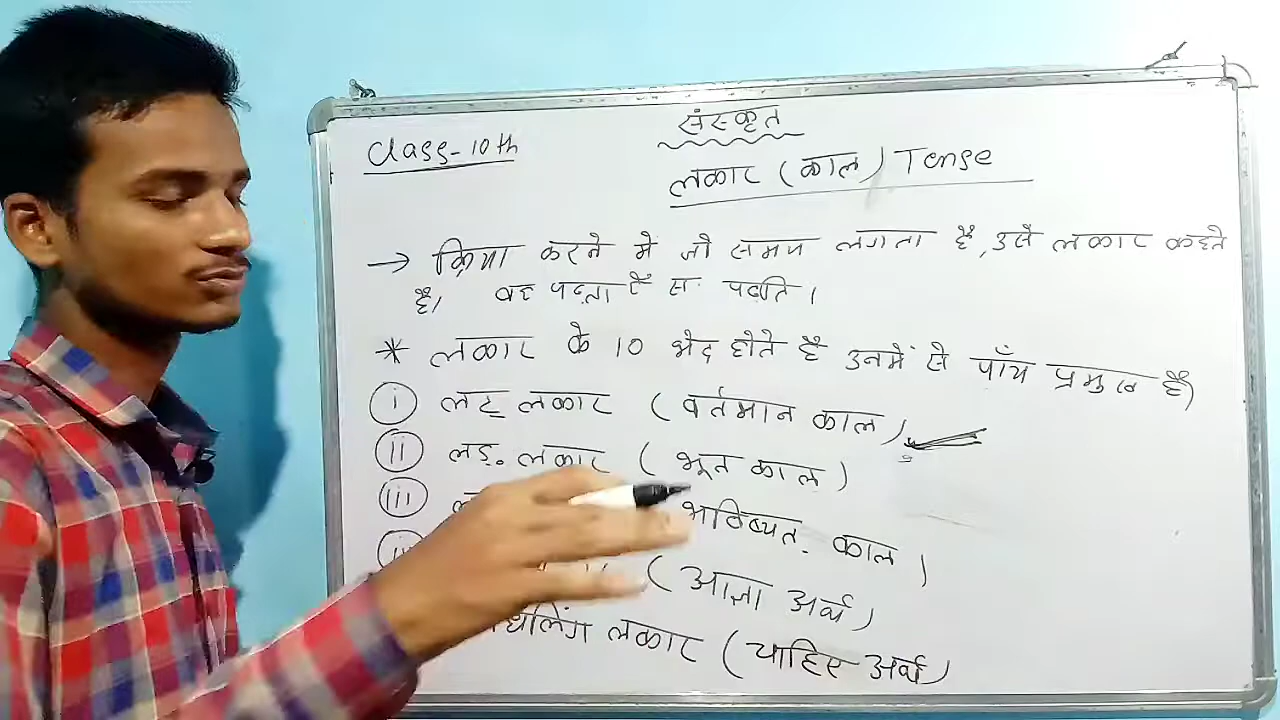 Class-10th
संस्कृत
लकार (काल) Tense
→ क्रिया करने में जो समय लगता है, उसे लकार कहते
है, वह पढ़ता है सः पठति।
* लकार के 10 भेद होते है उनमें से पाँच प्रमुख है)
i लट् लकार (वर्तमान काल)
ii लङ् लकार (भूत काल)
iii भविष्यत् काल)
(आज्ञा अर्थ)
लकार (चाहिए अर्थ)